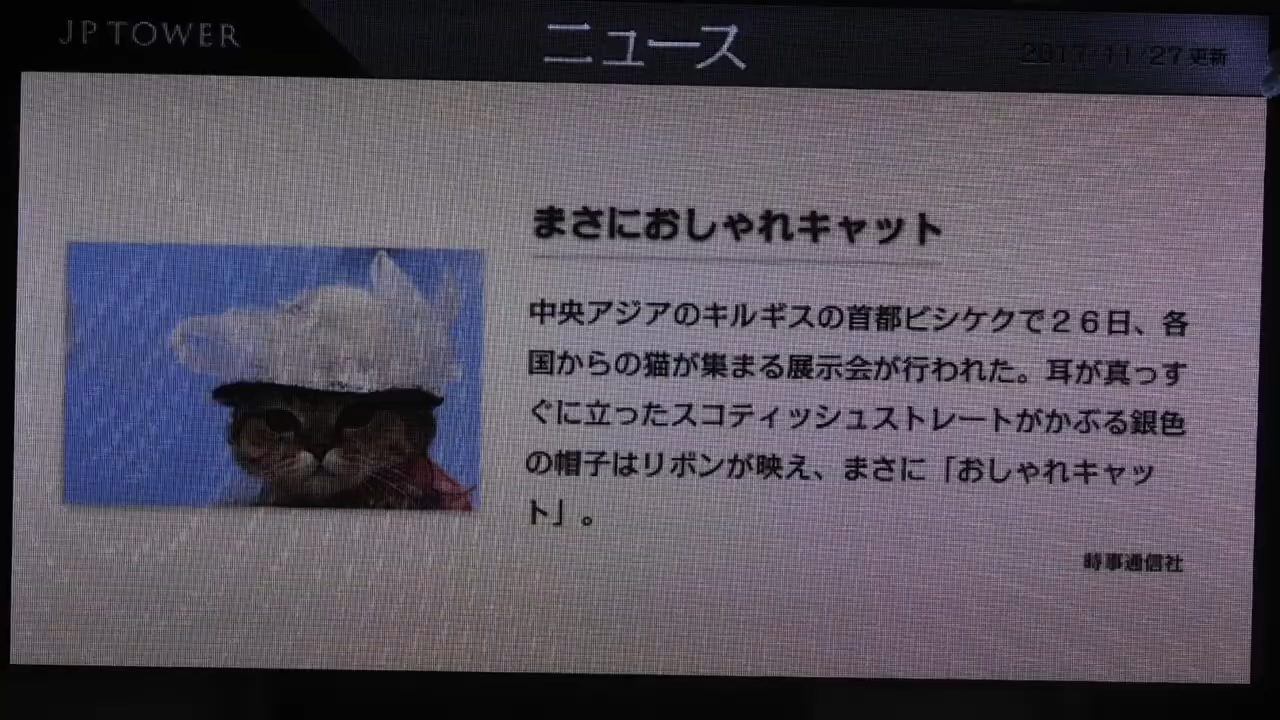 JP TOWER
ニュース
2017/11/27更新
まさにおしゃれキャット
中央アジアのキルギスの首都ビシケクで２６日、各
国からの猫が集まる展示会が行われた。耳が真っす
ぐに立ったスコティッシュストレートがかぶる銀色
の帽子はリボンが映え、まさに「おしゃれキャッ
ト」。
時事通信社